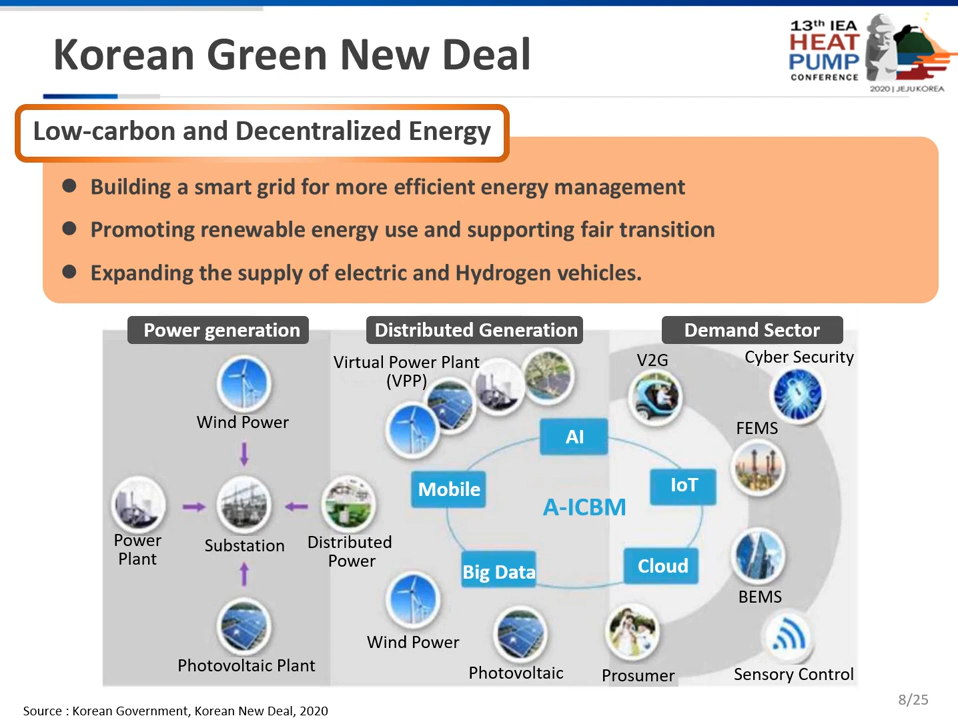 Korean Green New Deal
13th IEA
HEAT
PUMP
CONFERENCE
2020 | JEJU KOREA
Low-carbon and Decentralized Energy
● Building a smart grid for more efficient energy management
● Promoting renewable energy use and supporting fair transition
● Expanding the supply of electric and Hydrogen vehicles.
Power generation
Distributed Generation
Demand Sector
Wind Power
Power
Plant
Substation
Distributed
Power
Photovoltaic Plant
Virtual Power Plant
(VPP)
AI
Mobile
IoT
A-ICBM
Big Data
Cloud
Wind Power
Photovoltaic
Prosumer
V2G
Cyber Security
FEMS
BEMS
Sensory Control
Source : Korean Government, Korean New Deal, 2020
8/25